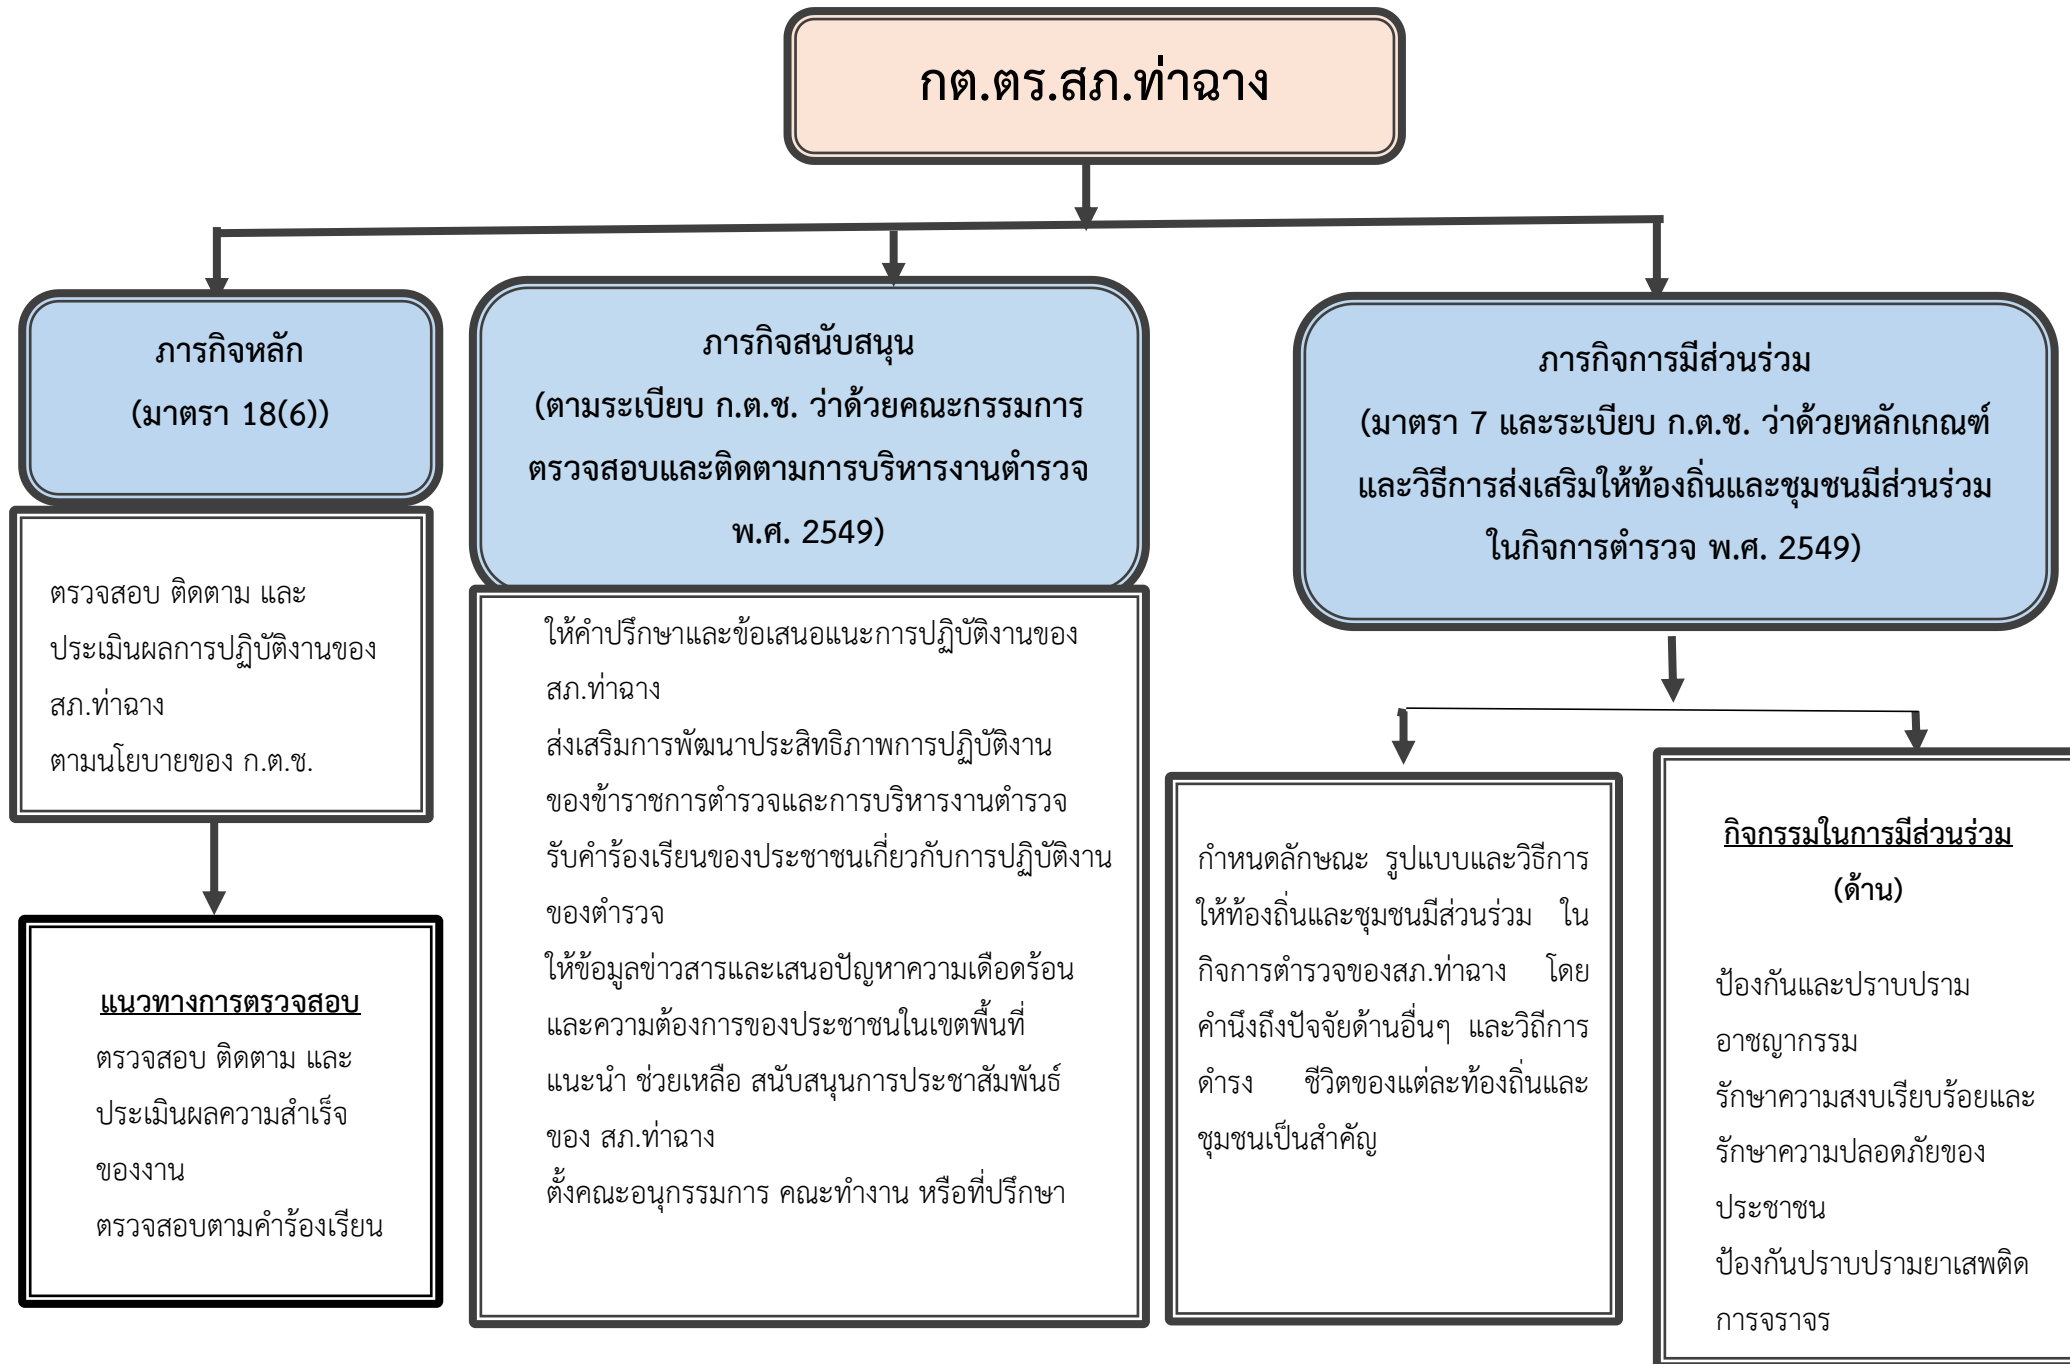 กต.ตร.สภ.ท่าฉาง
ภารกิจหลัก
(มาตรา 18(6))
ตรวจสอบ ติดตาม และ
ประเมินผลการปฏิบัติงานของ
สภ.ท่าฉาง
ตามนโยบายของ ก.ต.ช.
แนวทางการตรวจสอบ
ตรวจสอบ ติดตาม และ
ประเมินผลความสำเร็จ
ของงาน
ตรวจสอบตามคำร้องเรียน
ภารกิจสนับสนุน
(ตามระเบียบ ก.ต.ช. ว่าด้วยคณะกรรมการ
ตรวจสอบและติดตามการบริหารงานตำรวจ
พ.ศ. 2549)
ให้คำปรึกษาและข้อเสนอแนะการปฏิบัติงานของ
สภ.ท่าฉาง
ส่งเสริมการพัฒนาประสิทธิภาพการปฏิบัติงาน
ของข้าราชการตำรวจและการบริหารงานตำรวจ
รับคำร้องเรียนของประชาชนเกี่ยวกับการปฏิบัติงาน
ของตำรวจ
ให้ข้อมูลข่าวสารและเสนอปัญหาความเดือดร้อน
และความต้องการของประชาชนในเขตพื้นที่
แนะนำ ช่วยเหลือ สนับสนุนการประชาสัมพันธ์
ของ สภ.ท่าฉาง
ตั้งคณะอนุกรรมการ คณะทำงาน หรือที่ปรึกษา
ภารกิจการมีส่วนร่วม
(มาตรา 7 และระเบียบ ก.ต.ช. ว่าด้วยหลักเกณฑ์
และวิธีการส่งเสริมให้ท้องถิ่นและชุมชนมีส่วนร่วม
ในกิจการตำรวจ พ.ศ. 2549)
กำหนดลักษณะ รูปแบบและวิธีการ
ให้ท้องถิ่นและชุมชนมีส่วนร่วม ใน
กิจการตำรวจของสภ.ท่าฉาง โดย
คำนึงถึงปัจจัยด้านอื่นๆ และวิถีการ
ดำรง ชีวิตของแต่ละท้องถิ่นและ
ชุมชนเป็นสำคัญ
กิจกรรมในการมีส่วนร่วม
(ด้าน)
ป้องกันและปราบปราม
อาชญากรรม
รักษาความสงบเรียบร้อยและ
รักษาความปลอดภัยของ
ประชาชน
ป้องกันปราบปรามยาเสพติด
การจราจร